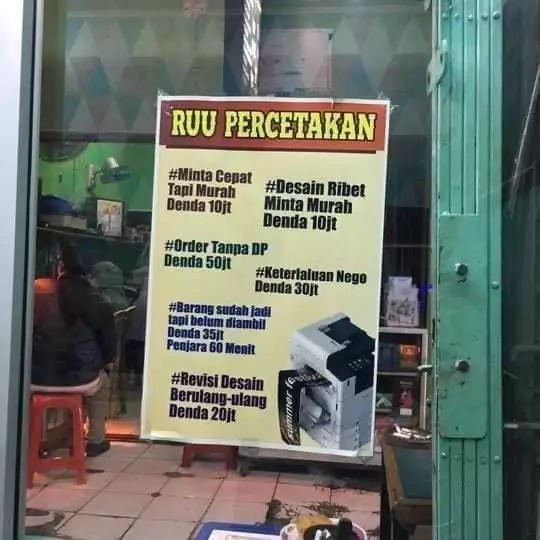 RUU PERCETAKAN
#Minta Cepat
Tapi Murah
Denda 10jt
#Desain Ribet
Minta Murah
Denda 10jt
#Order Tanpa DP
Denda 50jt
#Keterlaluan Nego
Denda 30jt
#Barang sudah jadi
tapi belum diambil
Denda 35jt
Penjara 60 Menit
#Revisi Desain
Berulang-ulang
Denda 20jt
summer